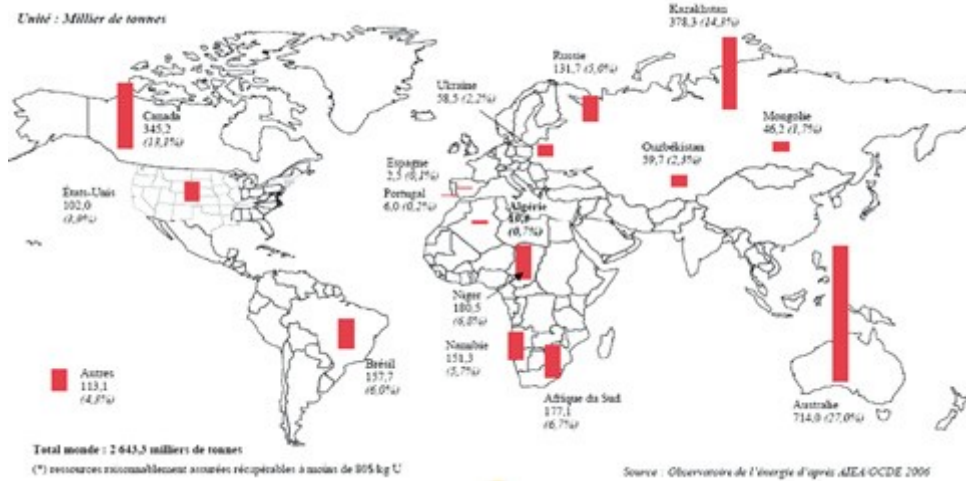 Unité : Millier de tonnes
Kazakhstan
378,3 (14,3%)
Russie
131,7 (5,0%)
Ukraine
58,5 (2,2%)
Canada
345,2
(13,1%)
Mongolie
46,2 (1,7%)
Ouzbékistan
59,7 (2,3%)
Espagne
2,5 (0,1%)
Portugal
6,0 (0,2%)
États-Unis
102,0
(3,9%)
Algérie
(0,7%)
Niger
180,5
(6,8%)
Namibie
151,3
(5,7%)
Brésil
157,7
(6,0%)
Autres
113,1
(4,3%)
Afrique du Sud
177,1
(6,7%)
Australie
714,0 (27,0%)
Total monde : 2 643,3 milliers de tonnes
(*) ressources raisonnablement assurées récupérables à moins de 80$/kg U
Source : Observatoire de l'énergie d'après AIEA/OCDE 2006